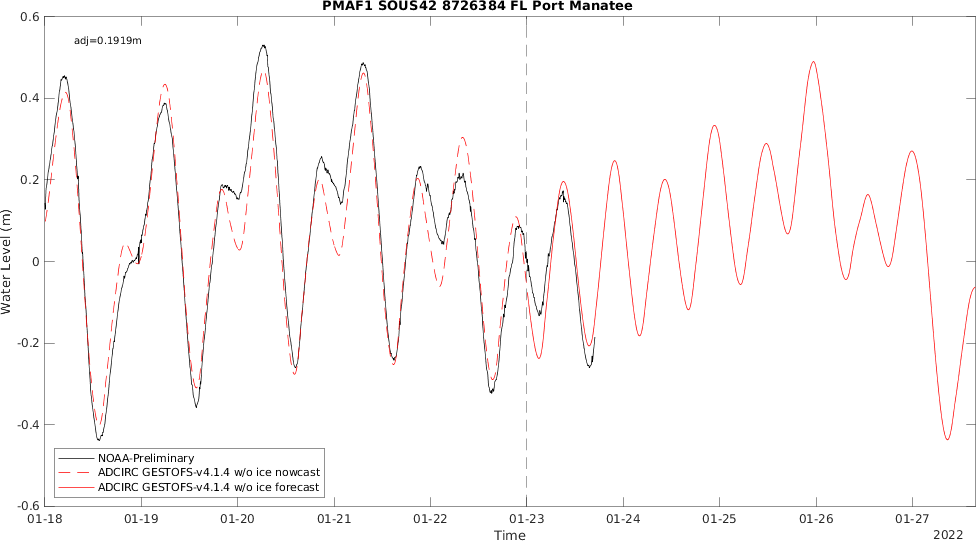 PMAF1 SOUS42 8726384 FL Port Manatee
adj=0.1919m
0.6
0.4
0.2
0
-0.2
-0.4
-0.6
Water Level (m)
NOAA-Preliminary
ADCIRC GESTOFS-v4.1.4 w/o ice nowcast
ADCIRC GESTOFS-v4.1.4 w/o ice forecast
01-18 01-19 01-20 01-21 01-22 01-23 01-24 01-25 01-26 01-27
Time
2022